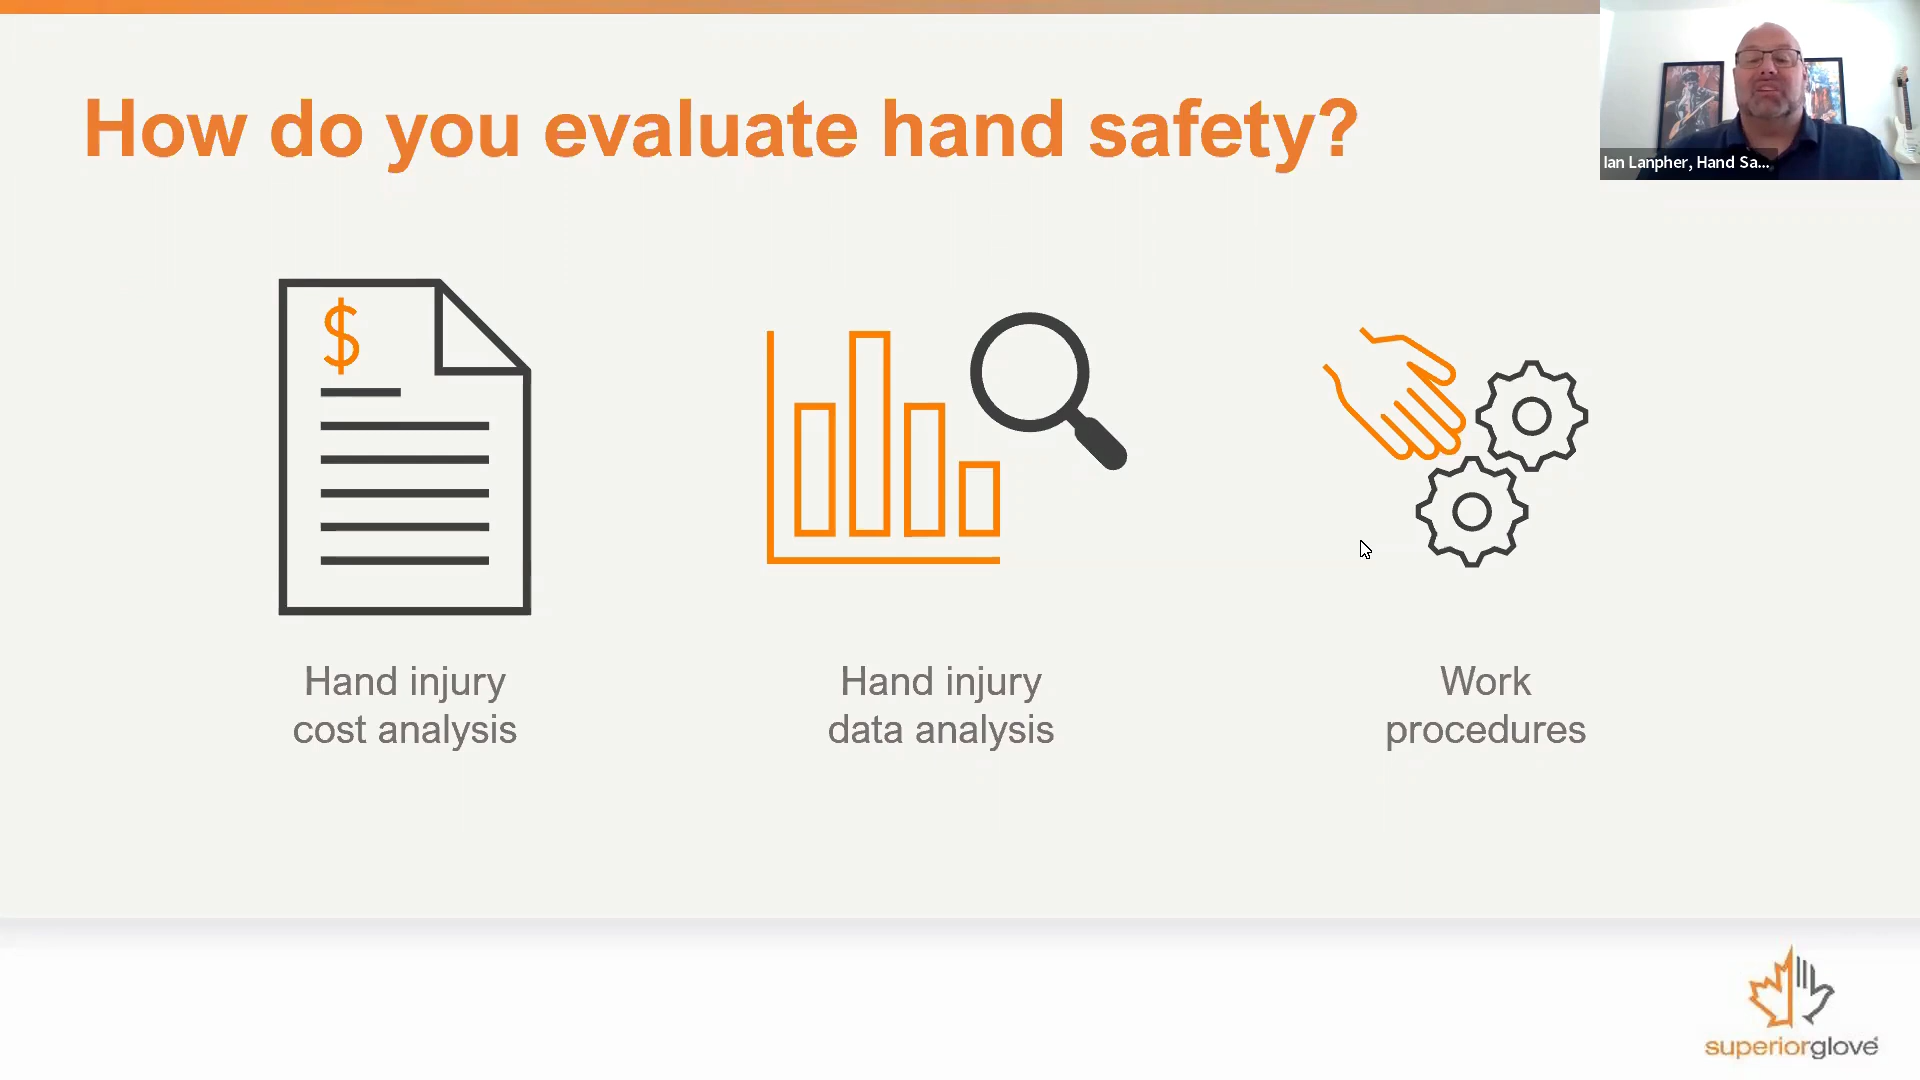 How do you evaluate hand safety?
Ian Lanpher, Hand Sa...
$
Hand injury
cost analysis
Hand injury
data analysis
Work
procedures
superiorglove